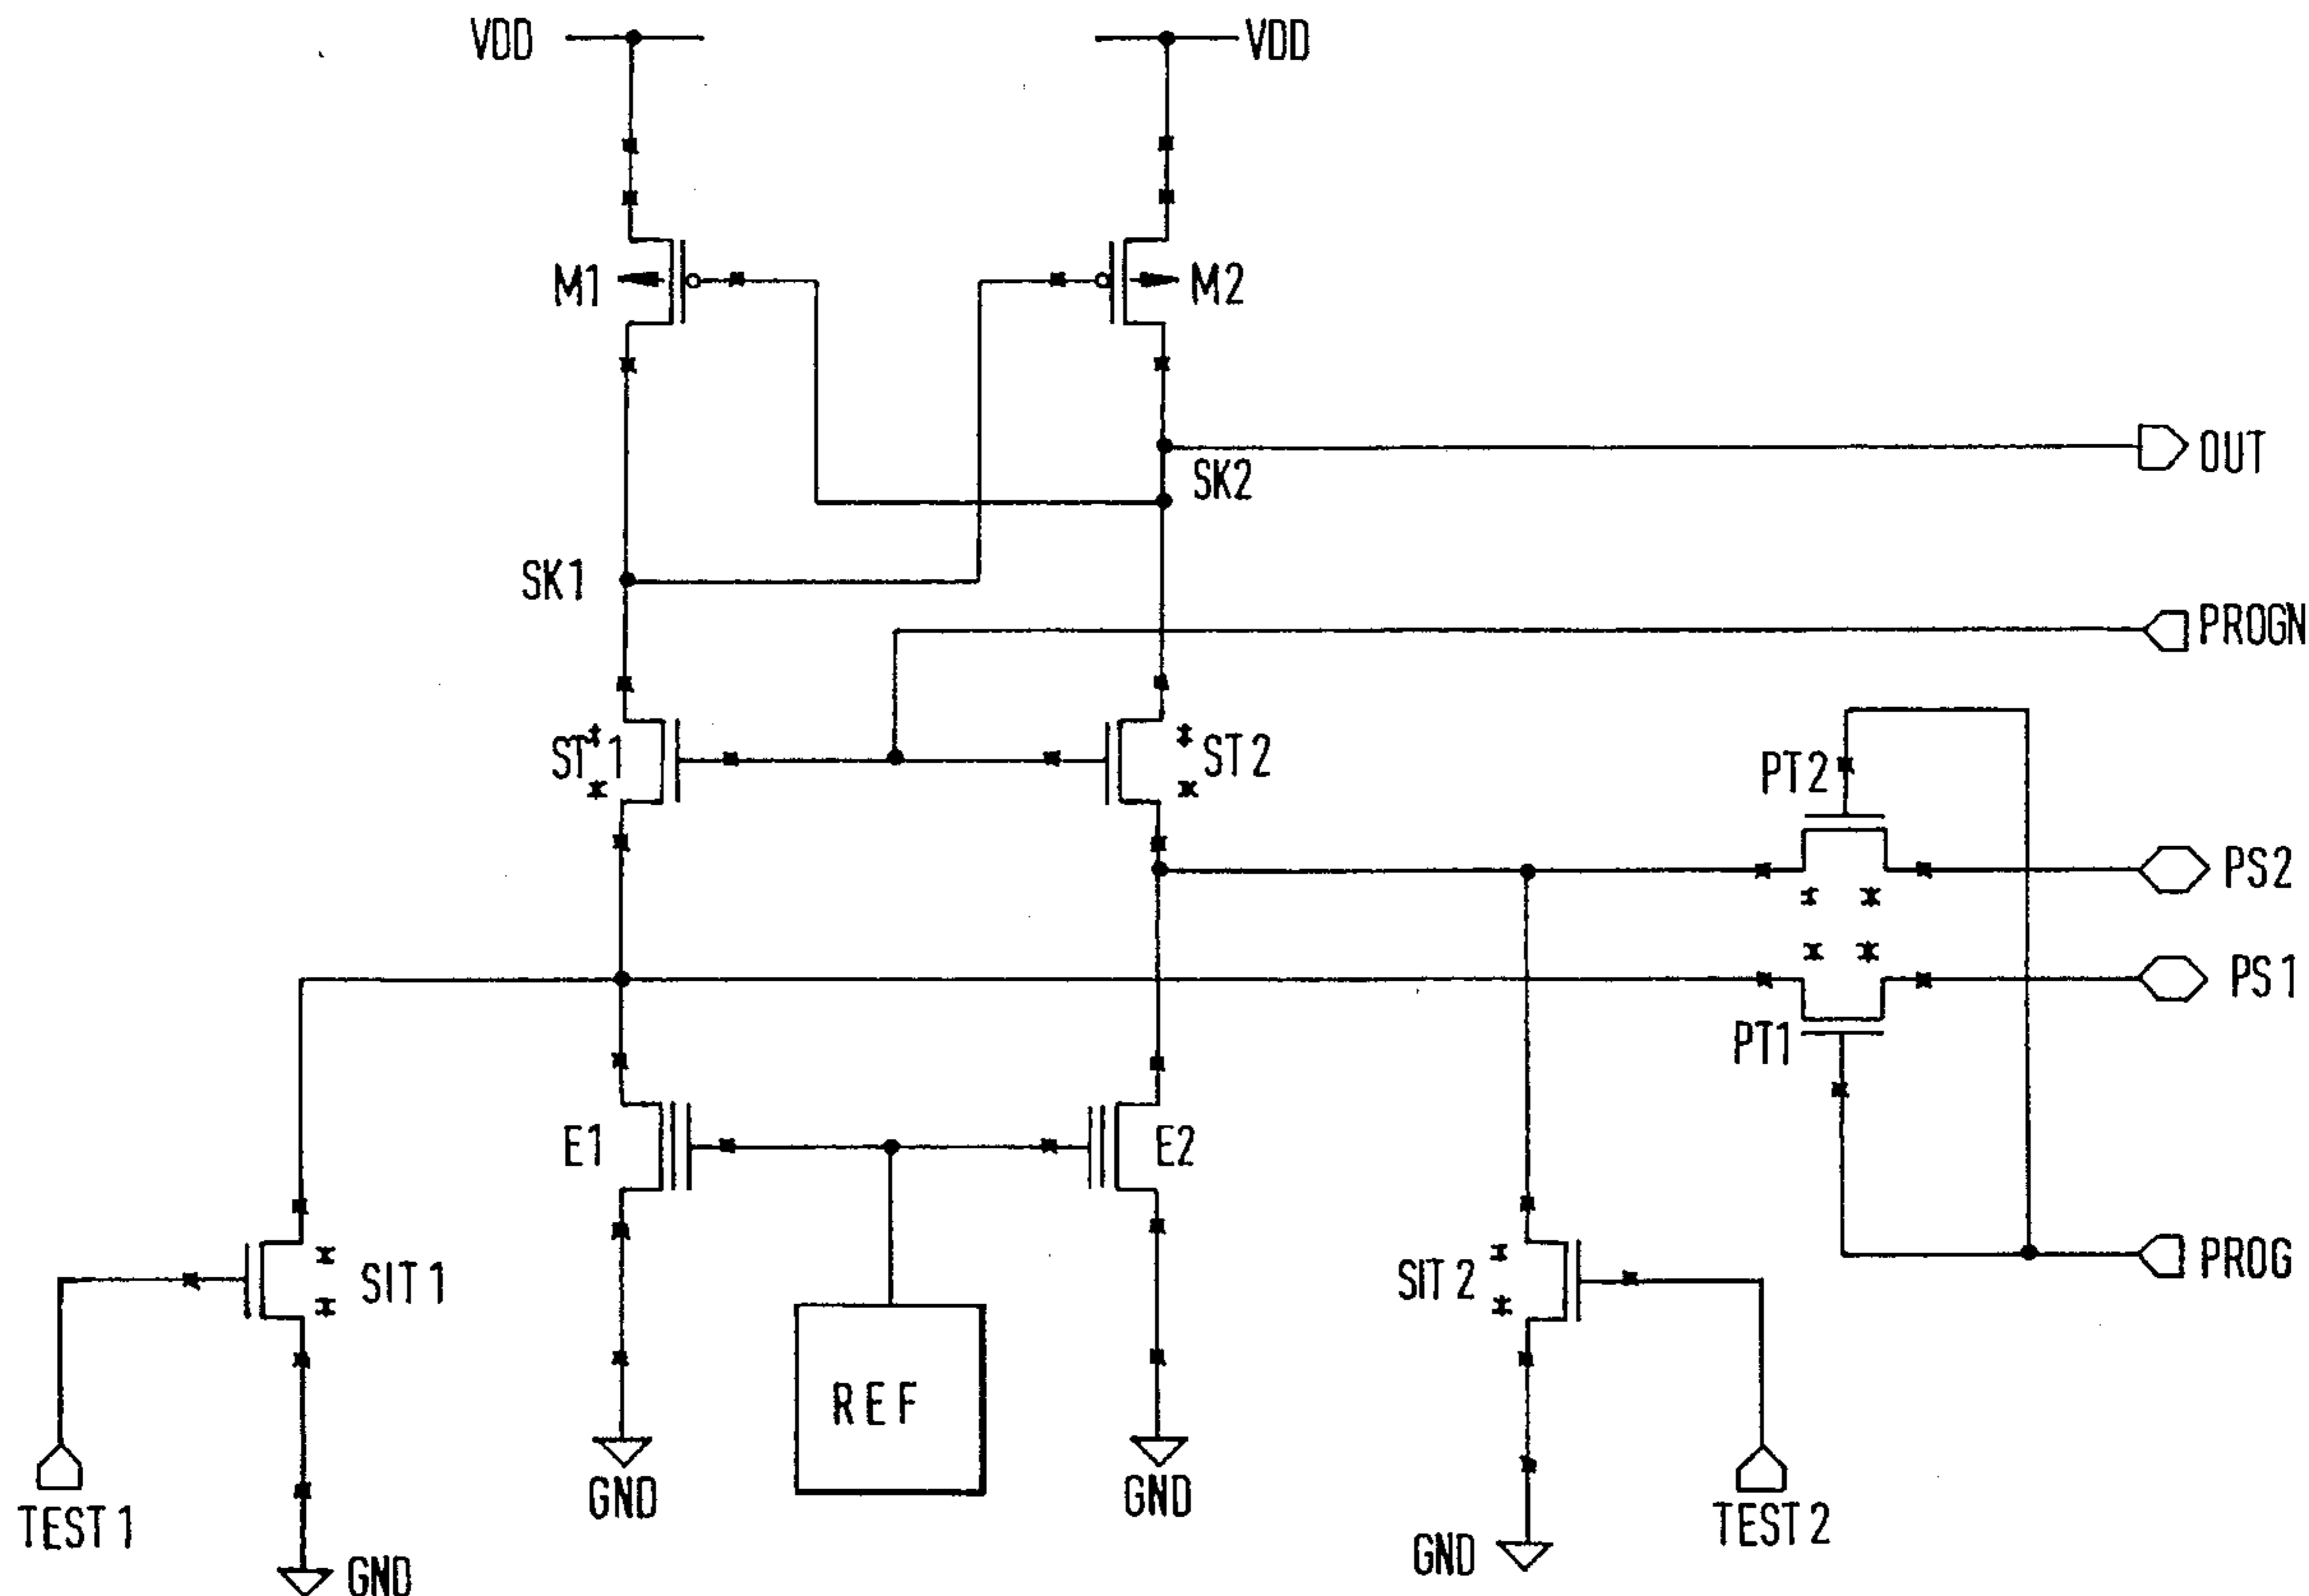 VDD
VDD
M1
M2
OUT
SK2
SK1
PROGN
ST1
ST2
PT2
PS2
PS1
PT1
E1
E2
PROG
SIT1
SIT2
REF
GND
GND
TEST1
TEST2
GND
GND